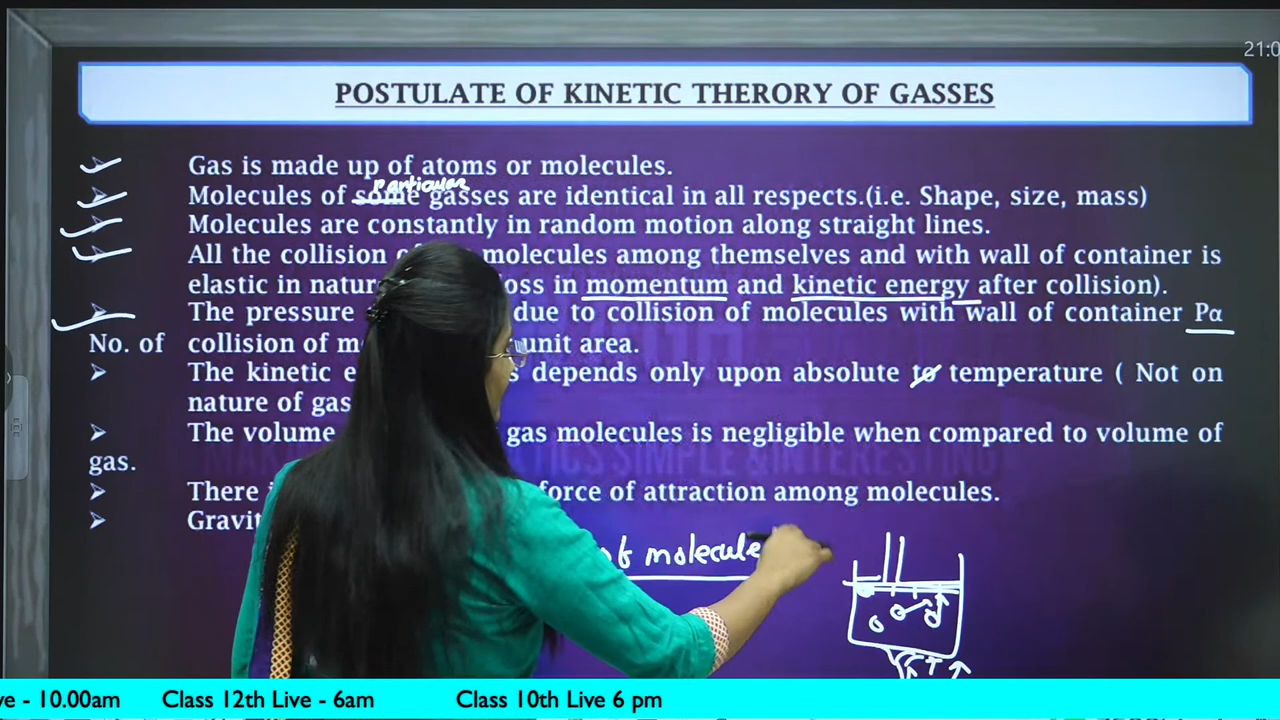 21:0
POSTULATE OF KINETIC THERORY OF GASSES
Gas is made up of atoms or molecules.
particular
Molecules of some gasses are identical in all respects.(i.e. Shape, size, mass)
Molecules are constantly in random motion along straight lines.
All the collision molecules among themselves and with wall of container is
elastic in nature in momentum and kinetic energy after collision).
The pressure due to collision of molecules with wall of container Pα
No. of collision of unit area.
The kinetic depends only upon absolute to temperature ( Not on
nature of gas
The volume gas molecules is negligible when compared to volume of
gas.
There force of attraction among molecules.
of molecule
- 10.00am Class 12th Live - 6am Class 10th Live 6 pm